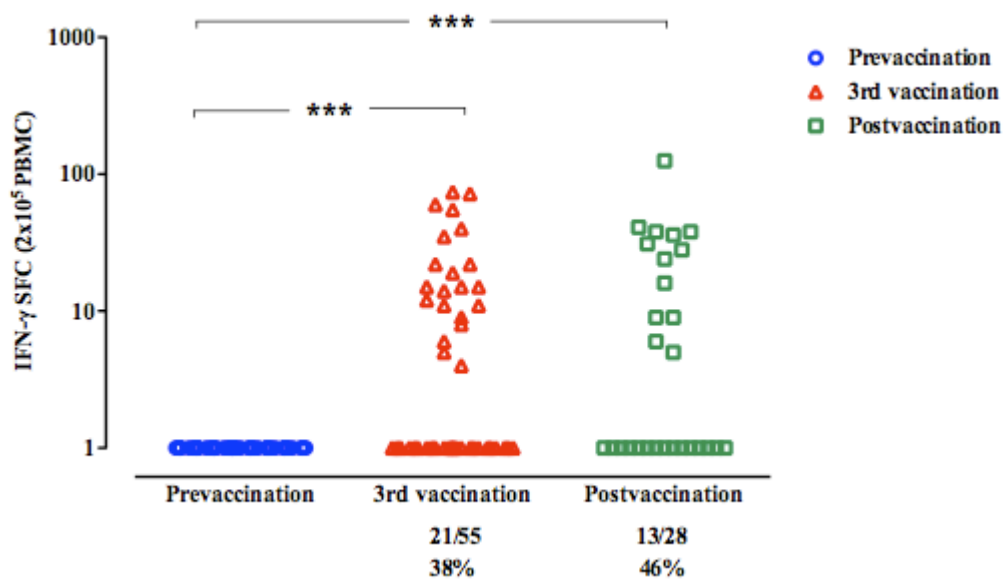 ***
1000
Prevaccination
3rd vaccination
Postvaccination
***
100
10
1
IFN-γ SFC (2x10⁵ PBMC)
Prevaccination 3rd vaccination Postvaccination
21/55 13/28
38% 46%